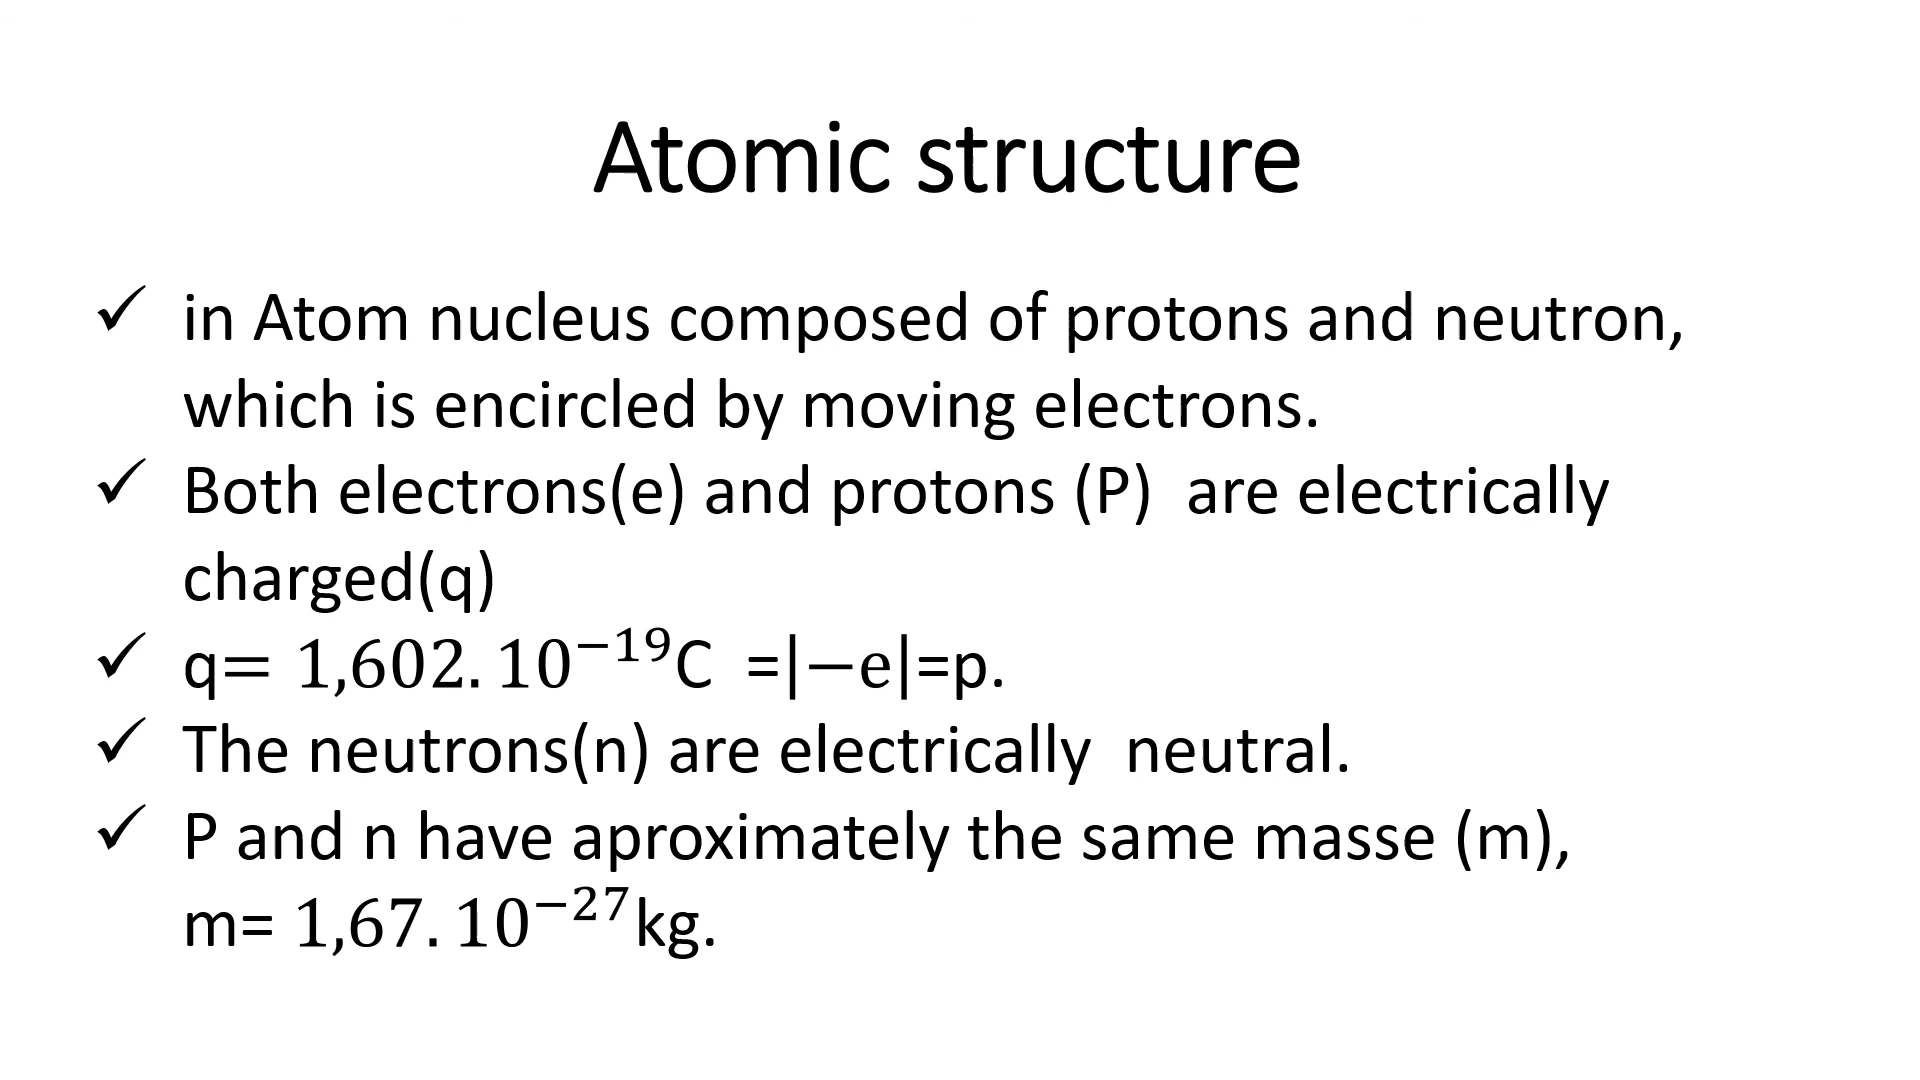 Atomic structure
✓ in Atom nucleus composed of protons and neutron,
which is encircled by moving electrons.
✓ Both electrons(e) and protons (P)  are electrically
charged(q)
✓ q= 1,602. 10⁻¹⁹C  =|−e|=p.
✓ The neutrons(n) are electrically  neutral.
✓ P and n have aproximately the same masse (m),
m= 1,67. 10⁻²⁷kg.